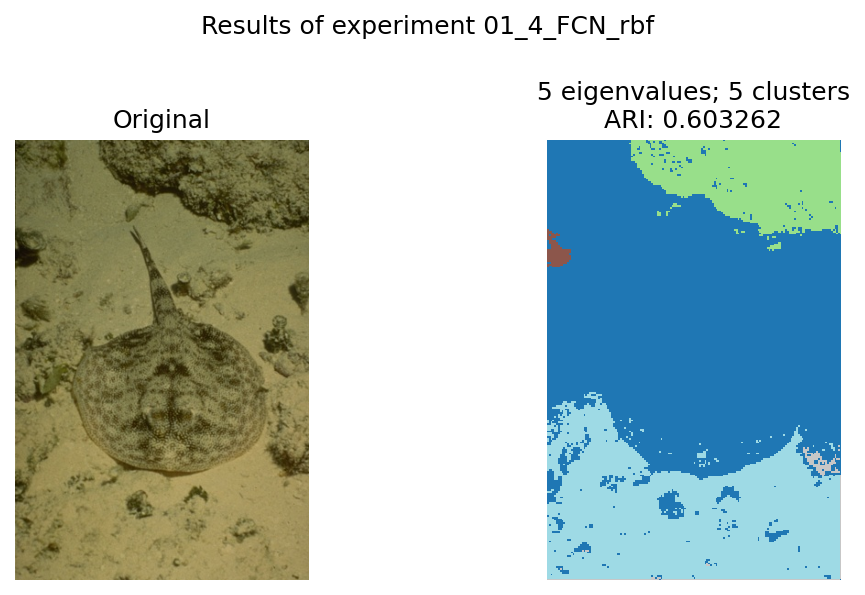 Results of experiment 01_4_FCN_rbf
Original
5 eigenvalues; 5 clusters
ARI: 0.603262